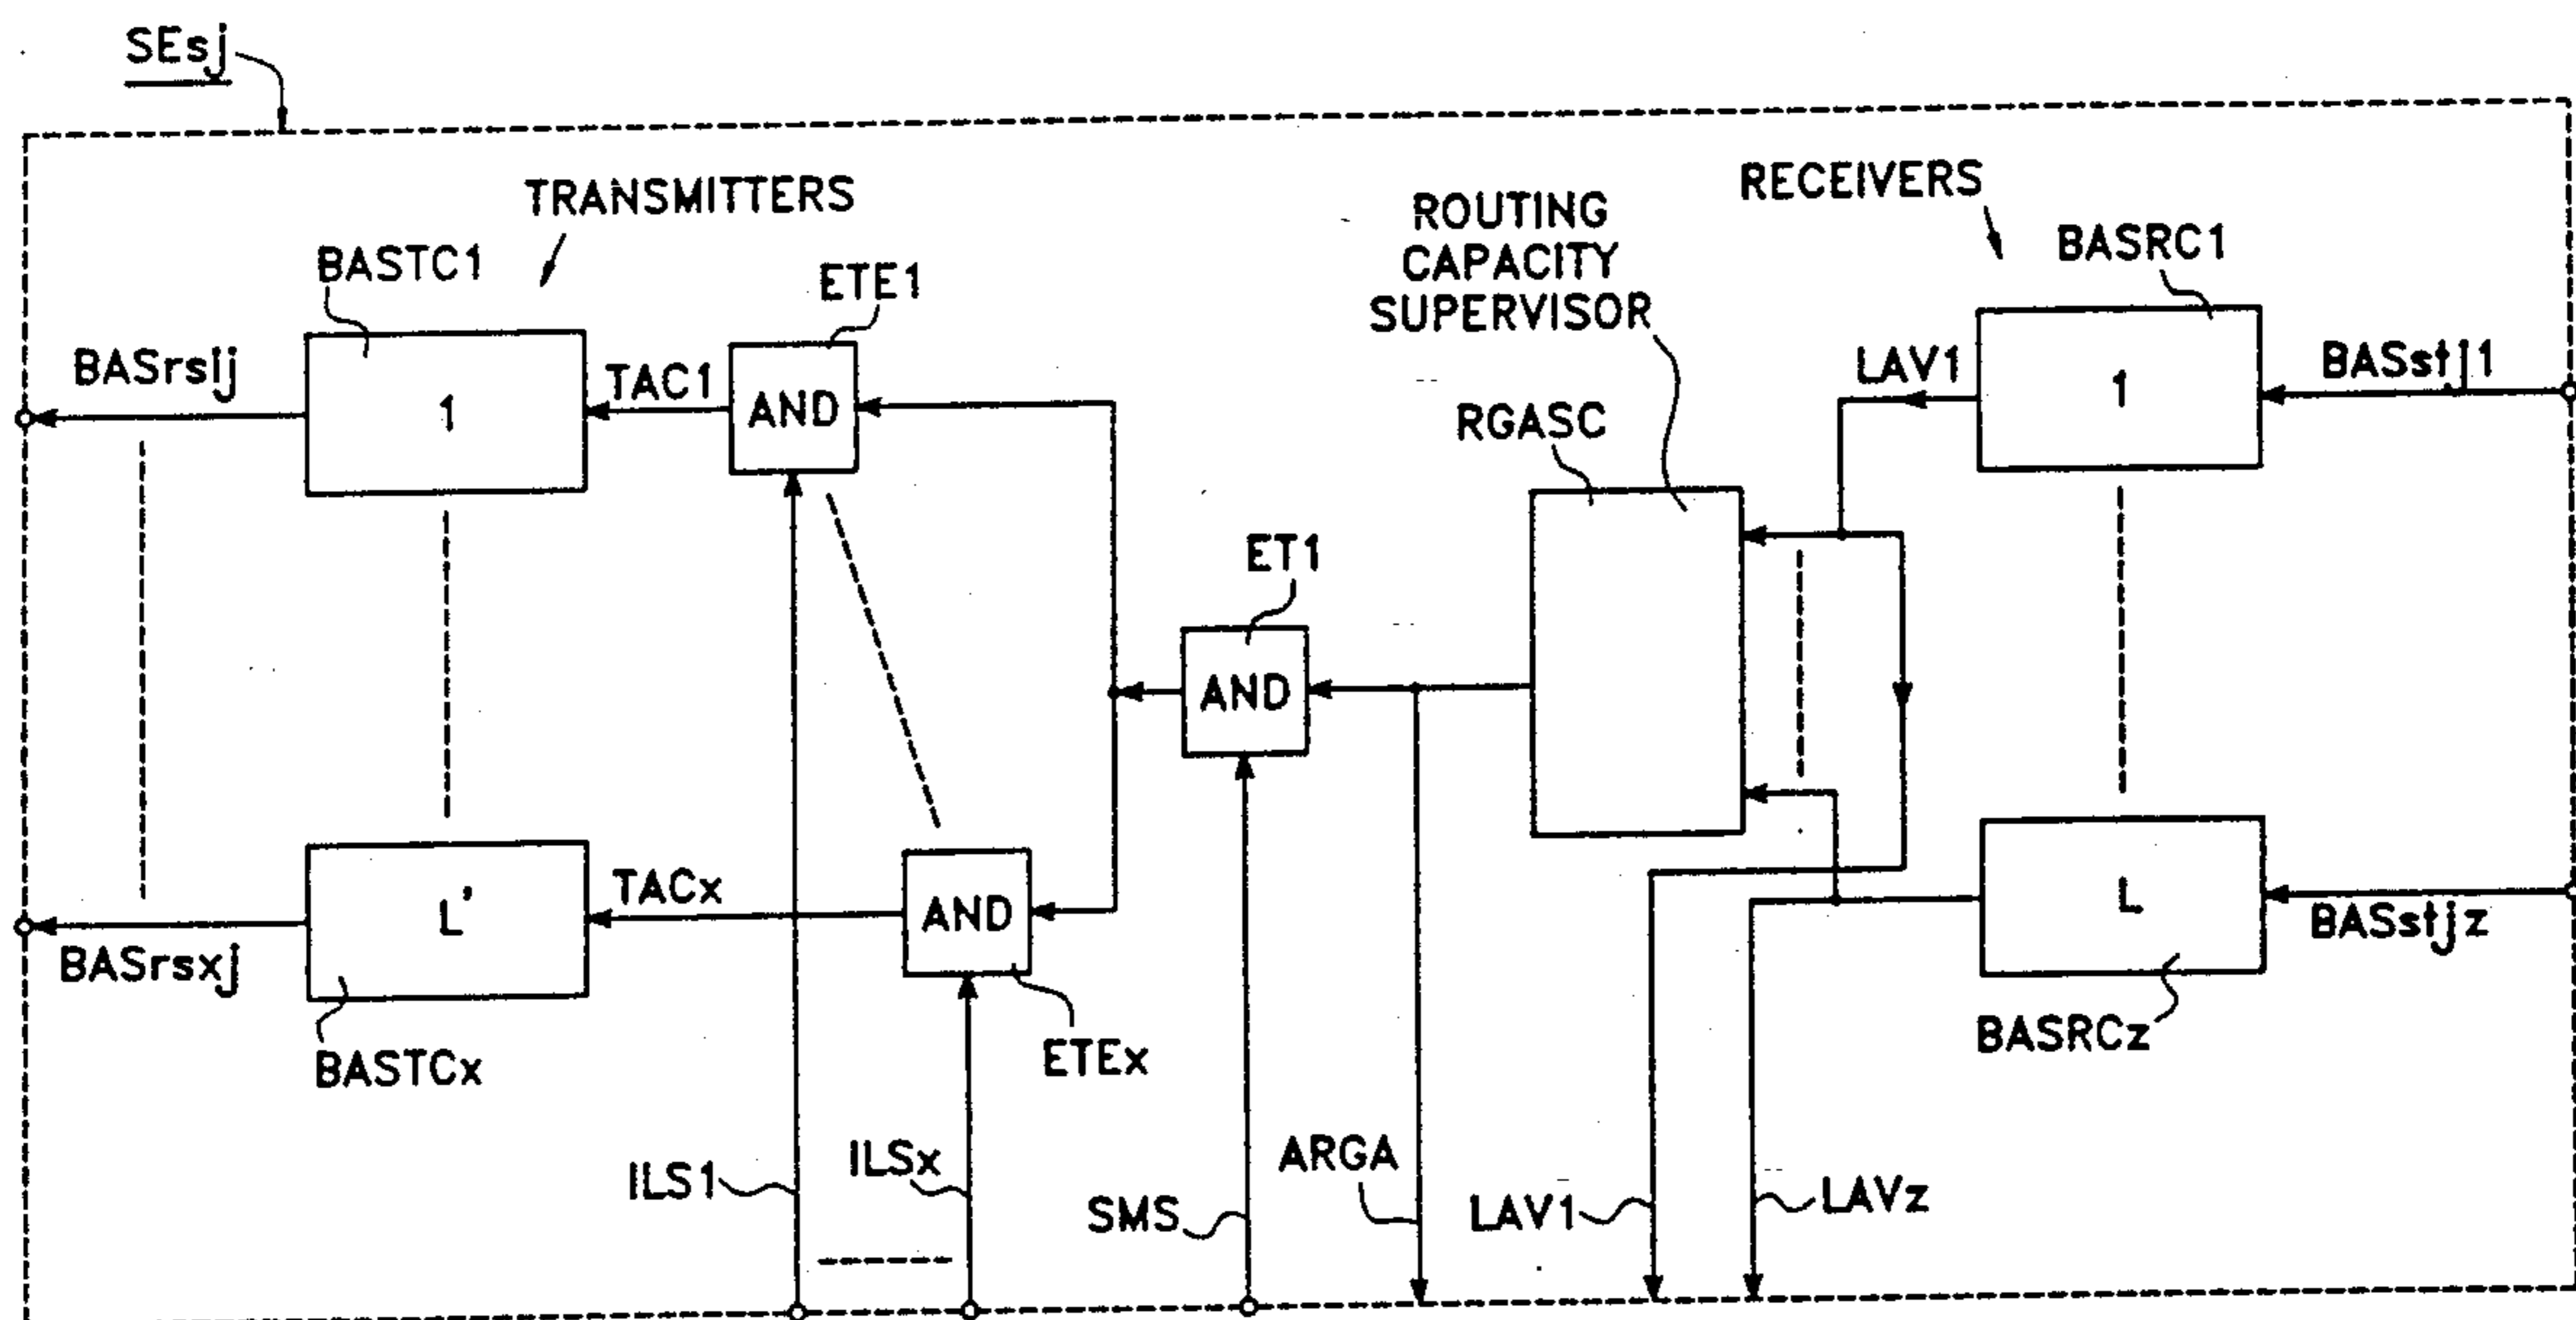 SEsj
TRANSMITTERS
RECEIVERS
ROUTING
CAPACITY
SUPERVISOR
BASTC1
ETE1
BASRC1
BASrslj
1
TAC1
AND
RGASC
LAV1
1
BASstj1
ET1
AND
L'
TACx
AND
L
BASrsxj
BASstjz
BASTCx
ETEx
BASRCz
ILS1
ILSx
SMS
ARGA
LAV1
LAVz